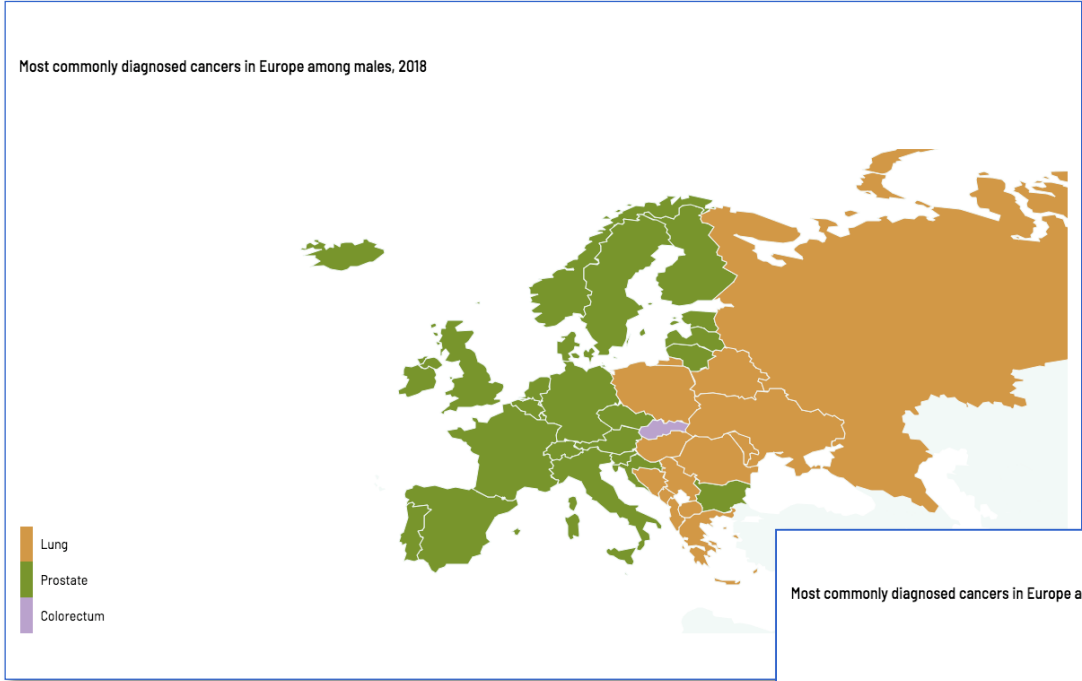 Most commonly diagnosed cancers in Europe among males, 2018
Lung
Prostate
Colorectum
Most commonly diagnosed cancers in Europe a